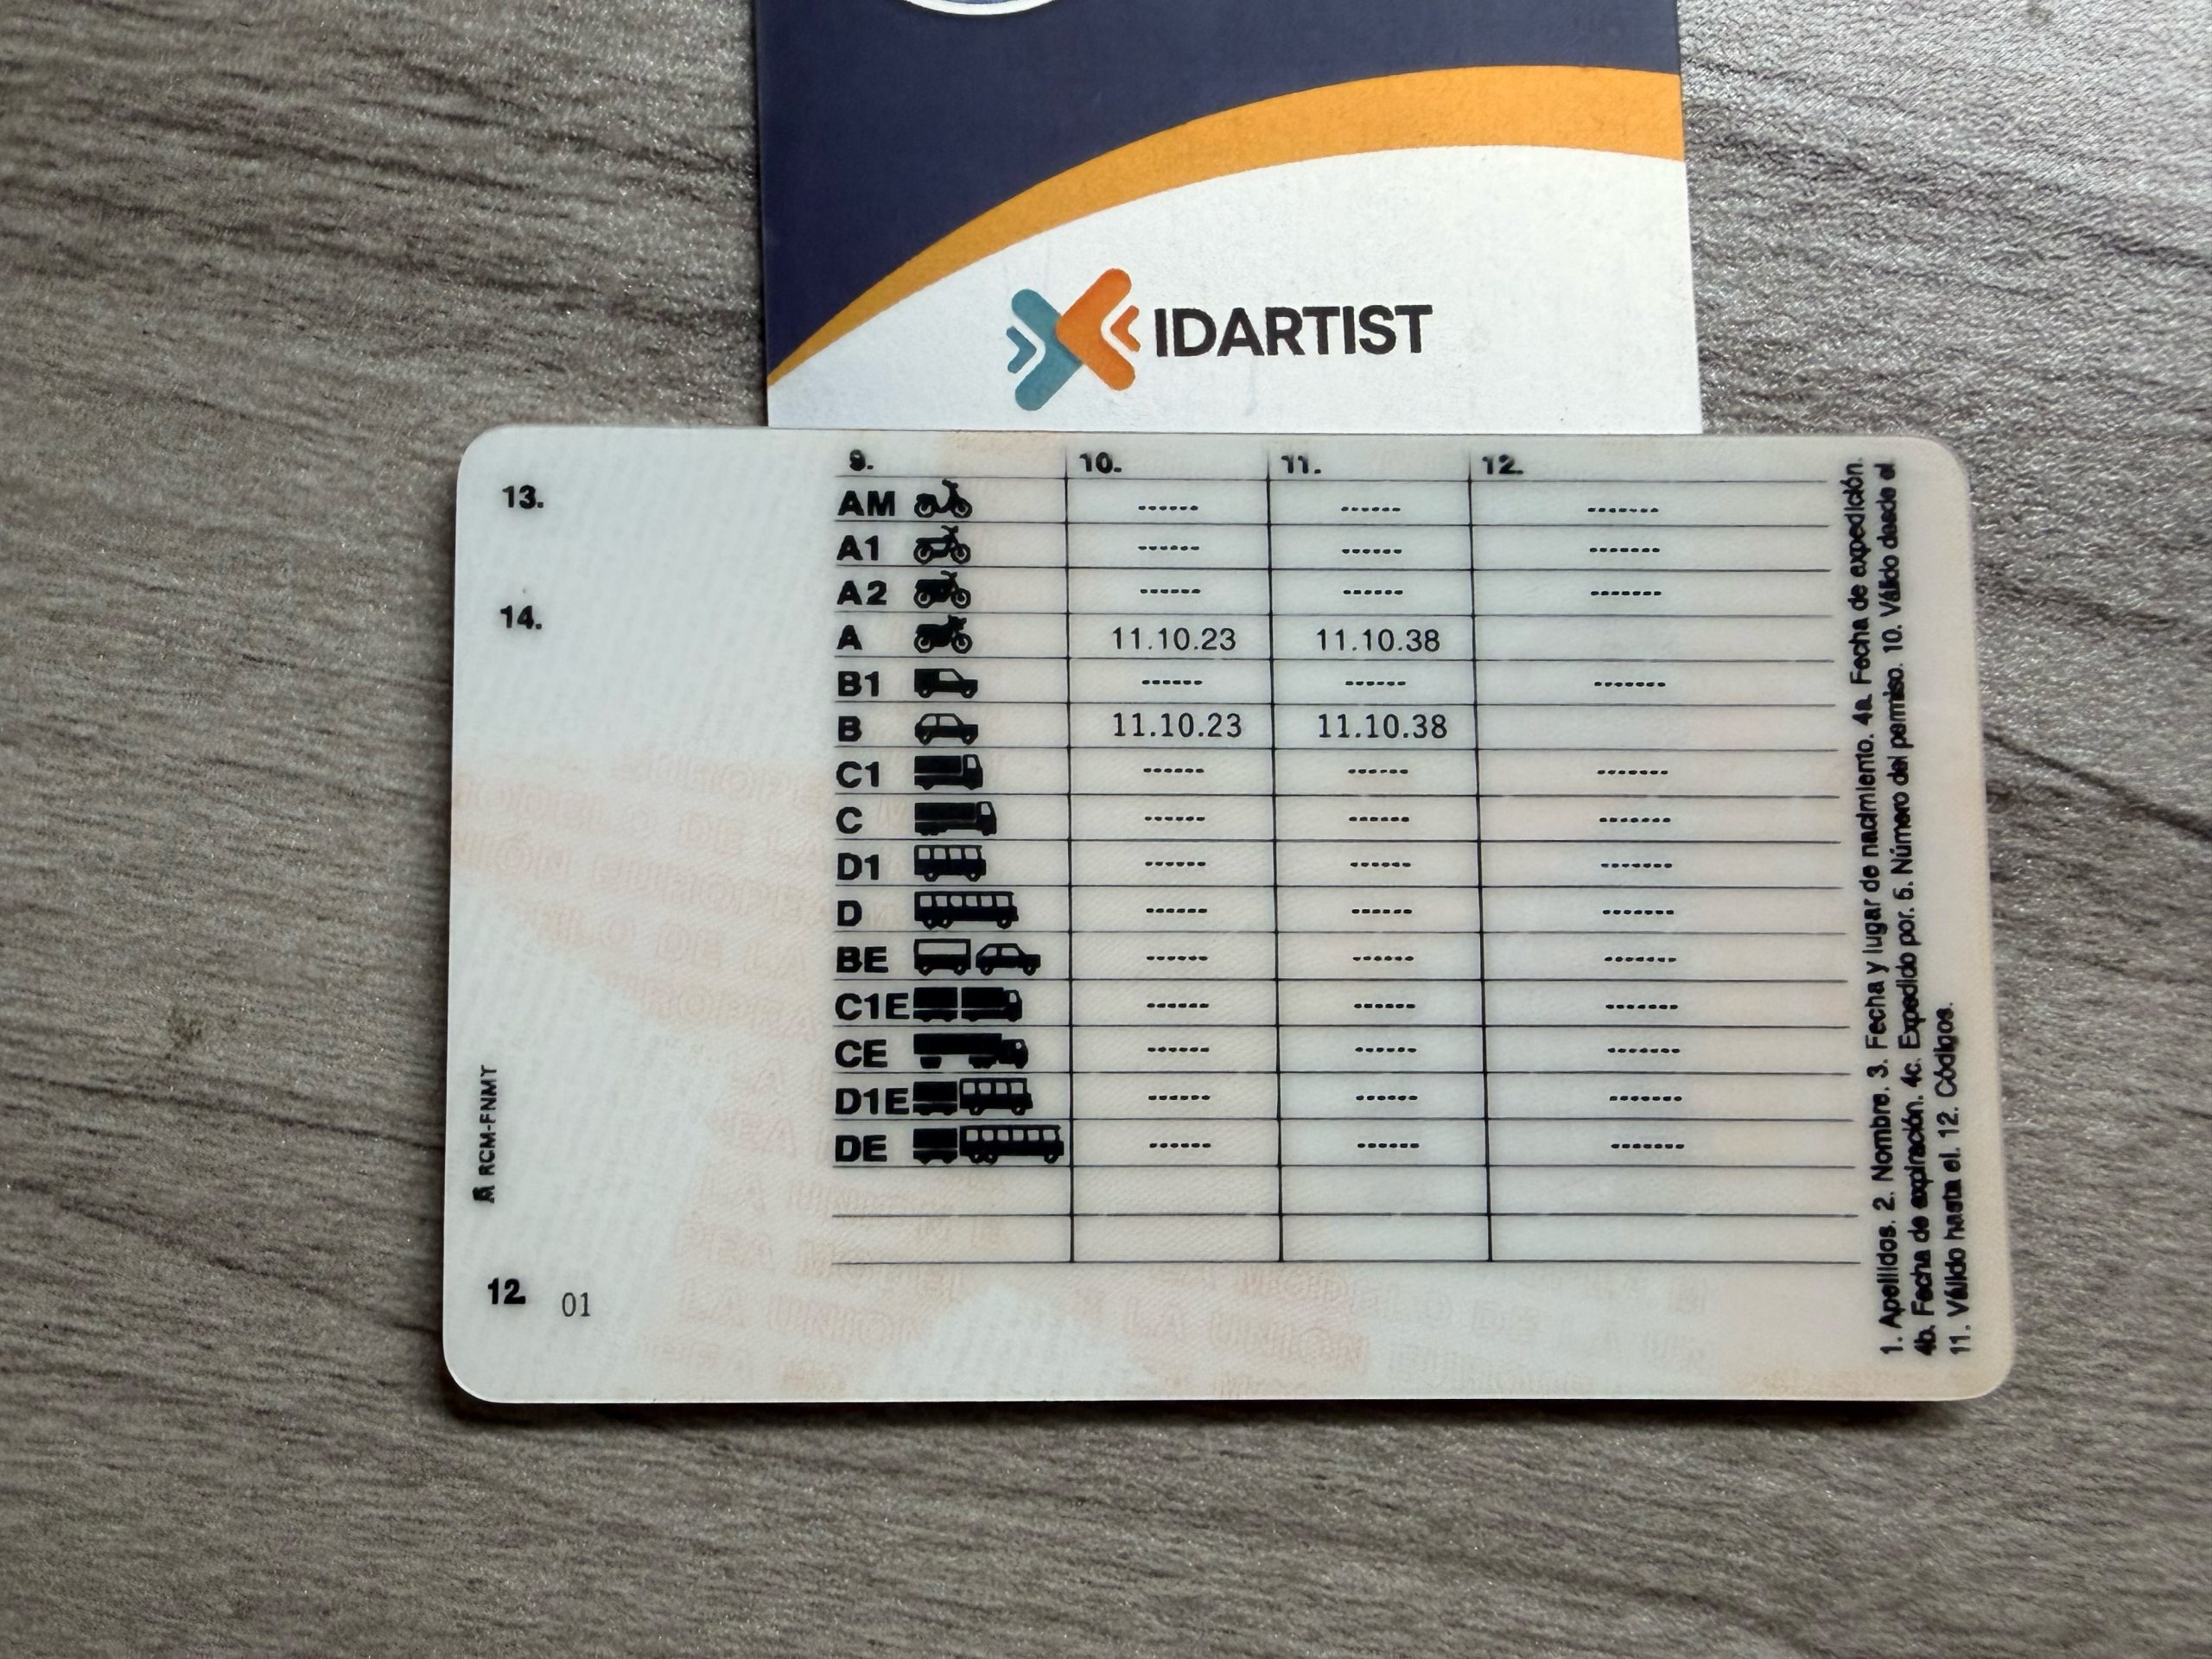 IDARTIST
9. 10. 11. 12.
13.
AM ------ ------ -------
A1 ------ ------ -------
A2 ------ ------ -------
14.
A 11.10.23 11.10.38
B1 ------ ------ -------
B 11.10.23 11.10.38
C1 ------ ------ -------
C ------ ------ -------
D1 ------ ------ -------
D ------ ------ -------
BE ------ ------ -------
C1E ------ ------ -------
CE ------ ------ -------
D1E ------ ------ -------
DE ------ ------ -------
RCM-FNMT
12. 01
1. Apellidos. 2. Nombre. 3. Fecha y lugar de nacimiento. 4a. Fecha de expedición.
4b. Fecha de expiración. 4c. Expedido por. 5. Número del permiso. 10. Válido desde el
11. Válido hasta el. 12. Códigos.